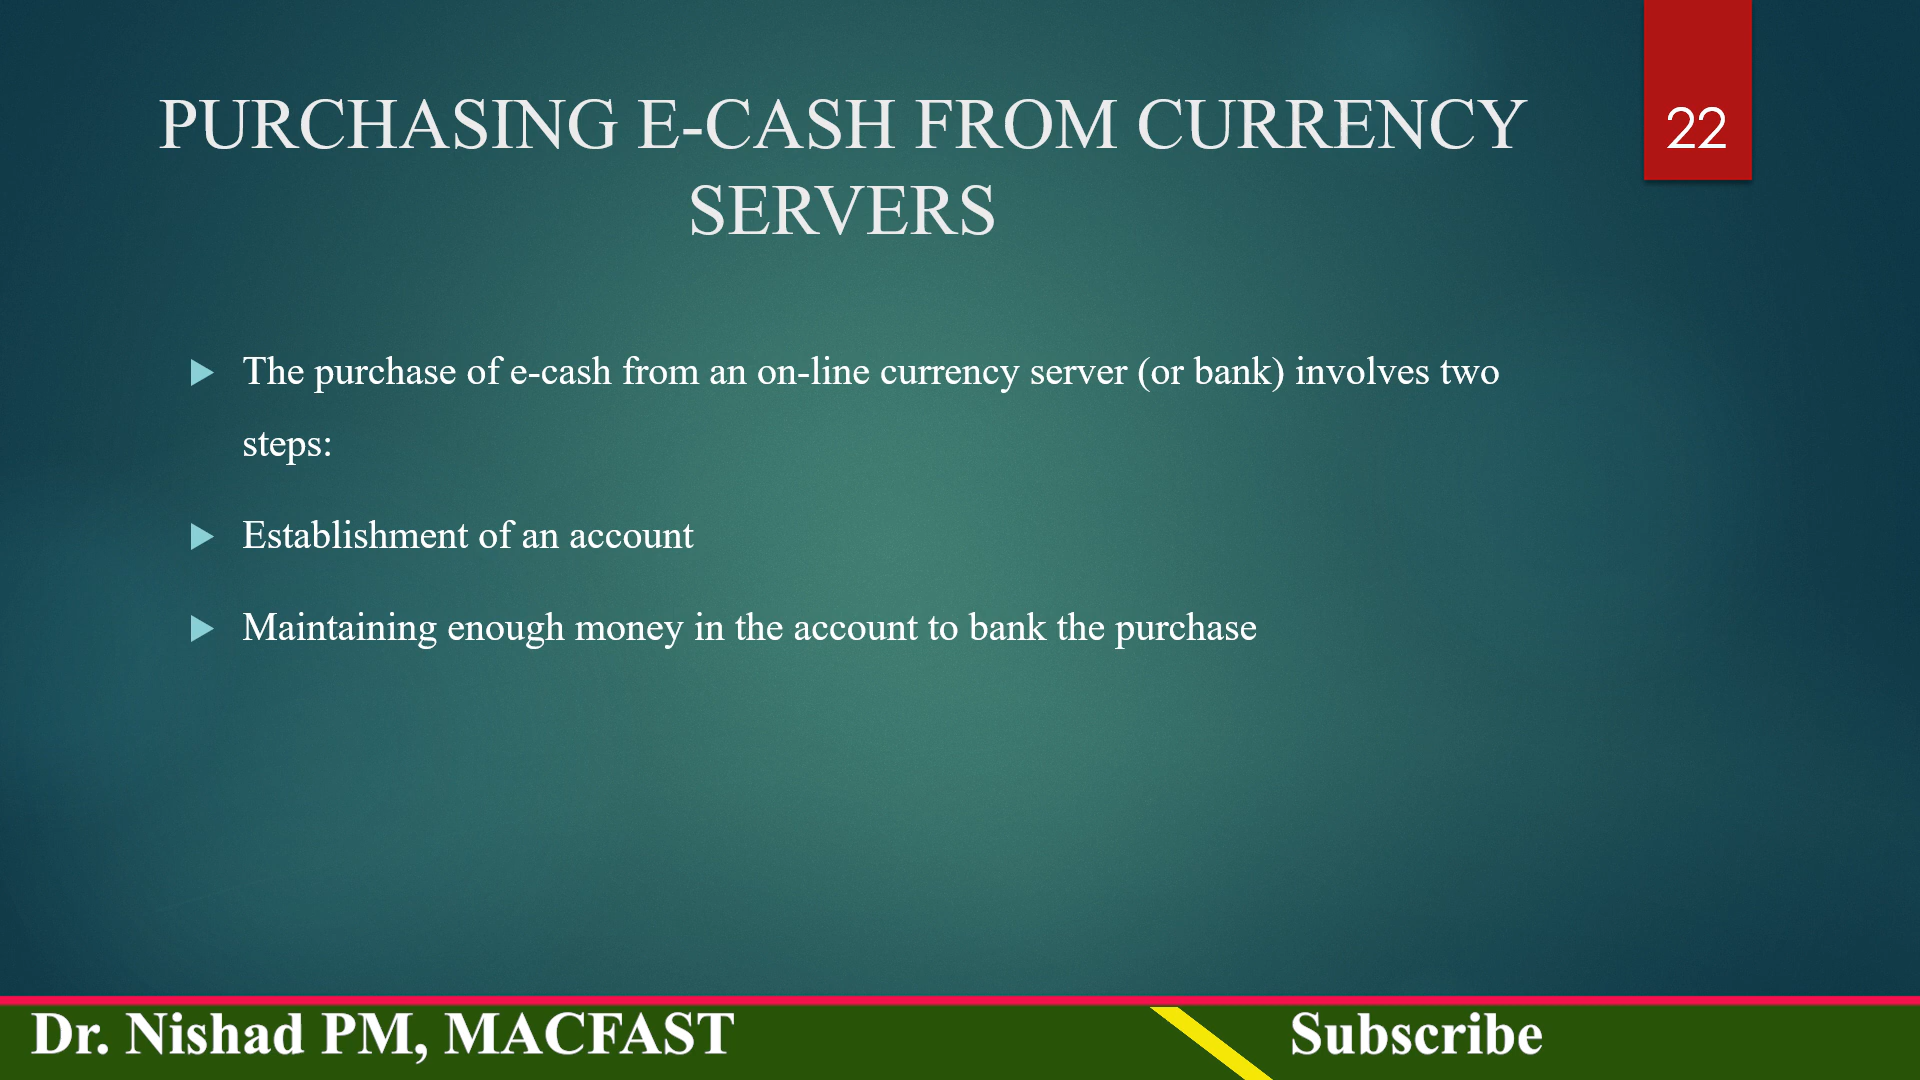 PURCHASING E-CASH FROM CURRENCY
SERVERS
22
The purchase of e-cash from an on-line currency server (or bank) involves two
steps:
Establishment of an account
Maintaining enough money in the account to bank the purchase
Dr. Nishad PM, MACFAST
Subscribe